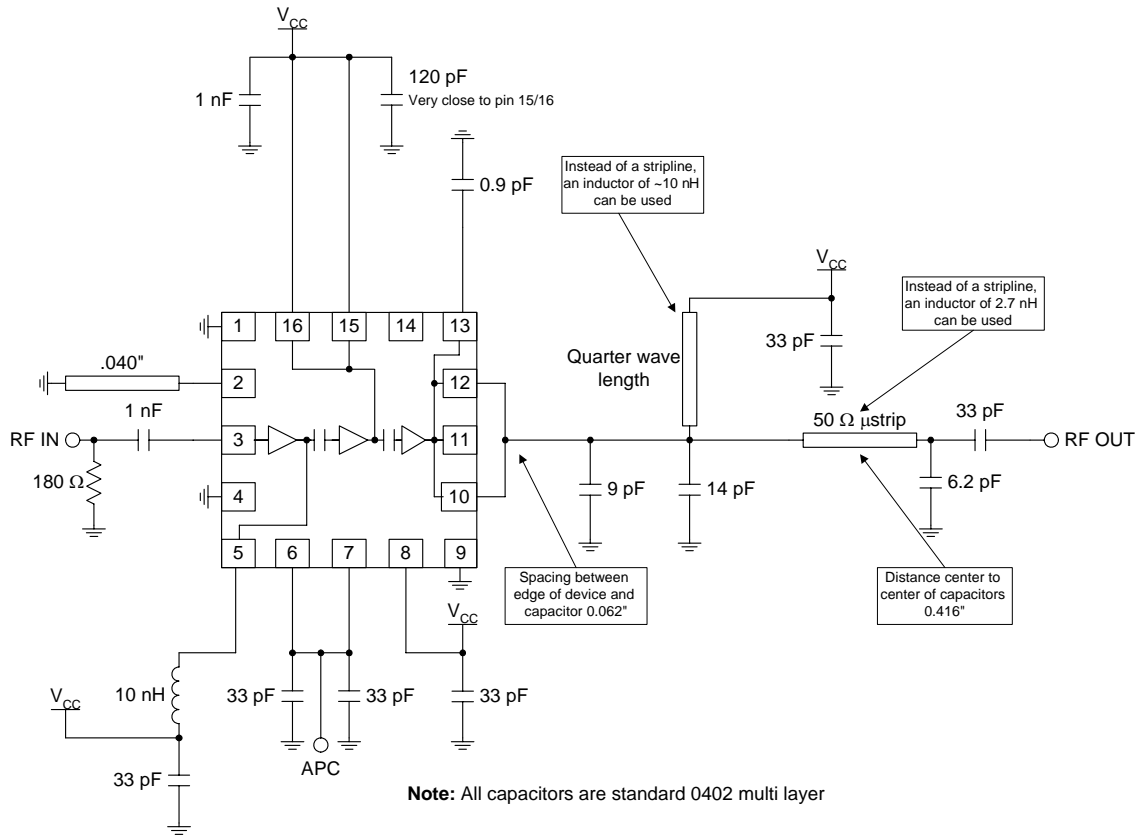 VCC
1 nF
120 pF
Very close to pin 15/16
0.9 pF
Instead of a stripline,
an inductor of ~10 nH
can be used
VCC
Instead of a stripline,
an inductor of 2.7 nH
can be used
33 pF
Quarter wave
length
1
16
15
14
13
.040"
2
12
1 nF
RF IN
3
11
50 Ω µstrip
33 pF
RF OUT
180 Ω
4
10
9 pF
14 pF
6.2 pF
5
6
7
8
9
Spacing between
edge of device and
capacitor 0.062"
Distance center to
center of capacitors
0.416"
VCC
VCC
10 nH
33 pF
33 pF
33 pF
33 pF
APC
Note: All capacitors are standard 0402 multi layer